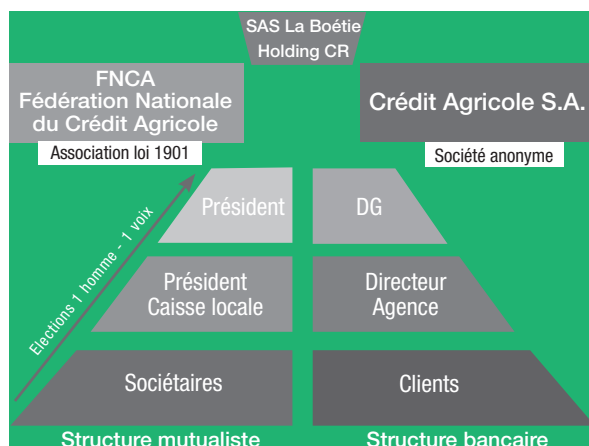 SAS La Boétie
Holding CR
FNCA
Fédération Nationale
du Crédit Agricole
Association loi 1901
Crédit Agricole S.A.
Société anonyme
Elections 1 homme - 1 voix
Président
DG
Président
Caisse locale
Directeur
Agence
Sociétaires
Clients
Structure mutualiste
Structure bancaire